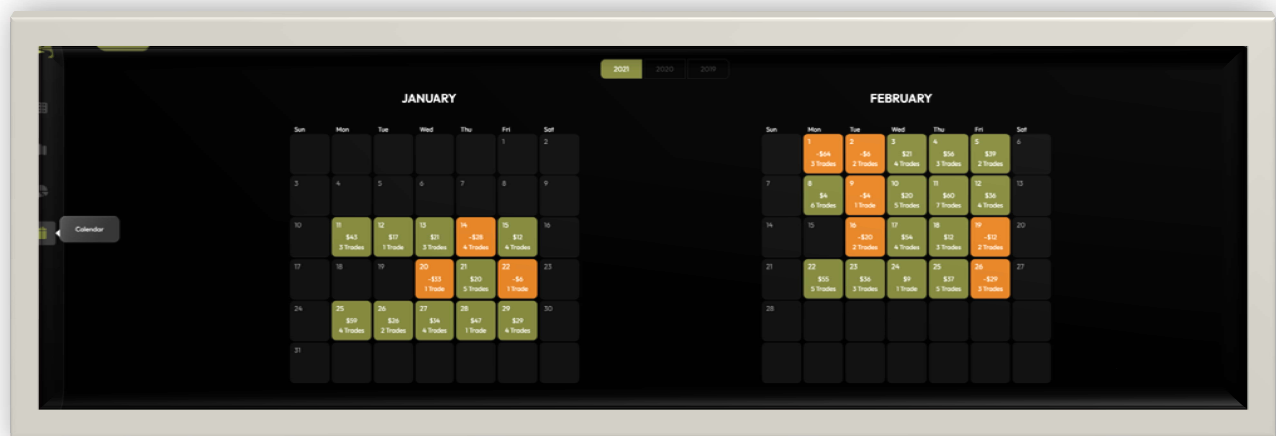 2021 2020 2019
JANUARY
Sun Mon Tue Wed Thu Fri Sat
1 2
3 4 5 6 7 8 9
10 11 12 13 14 15 16
$43 $17 $21 -$28 $12
3 Trades 1 Trade 3 Trades 4 Trades 4 Trades
17 18 19 20 21 22 23
-$33 $20 -$6
1 Trade 5 Trades 1 Trade
24 25 26 27 28 29 30
$59 $26 $14 $47 $29
4 Trades 2 Trades 4 Trades 1 Trade 4 Trades
31
FEBRUARY
Sun Mon Tue Wed Thu Fri Sat
1 2 3 4 5 6
-$64 -$6 $21 $56 $39
3 Trades 2 Trades 4 Trades 3 Trades 2 Trades
7 8 9 10 11 12 13
$4 -$4 $20 $60 $36
6 Trades 1 Trade 5 Trades 7 Trades 4 Trades
14 15 16 17 18 19 20
-$20 $54 $12 -$12
2 Trades 4 Trades 3 Trades 2 Trades
21 22 23 24 25 26 27
$55 $36 $9 $37 -$29
5 Trades 3 Trades 1 Trade 5 Trades 3 Trades
28
Calendar